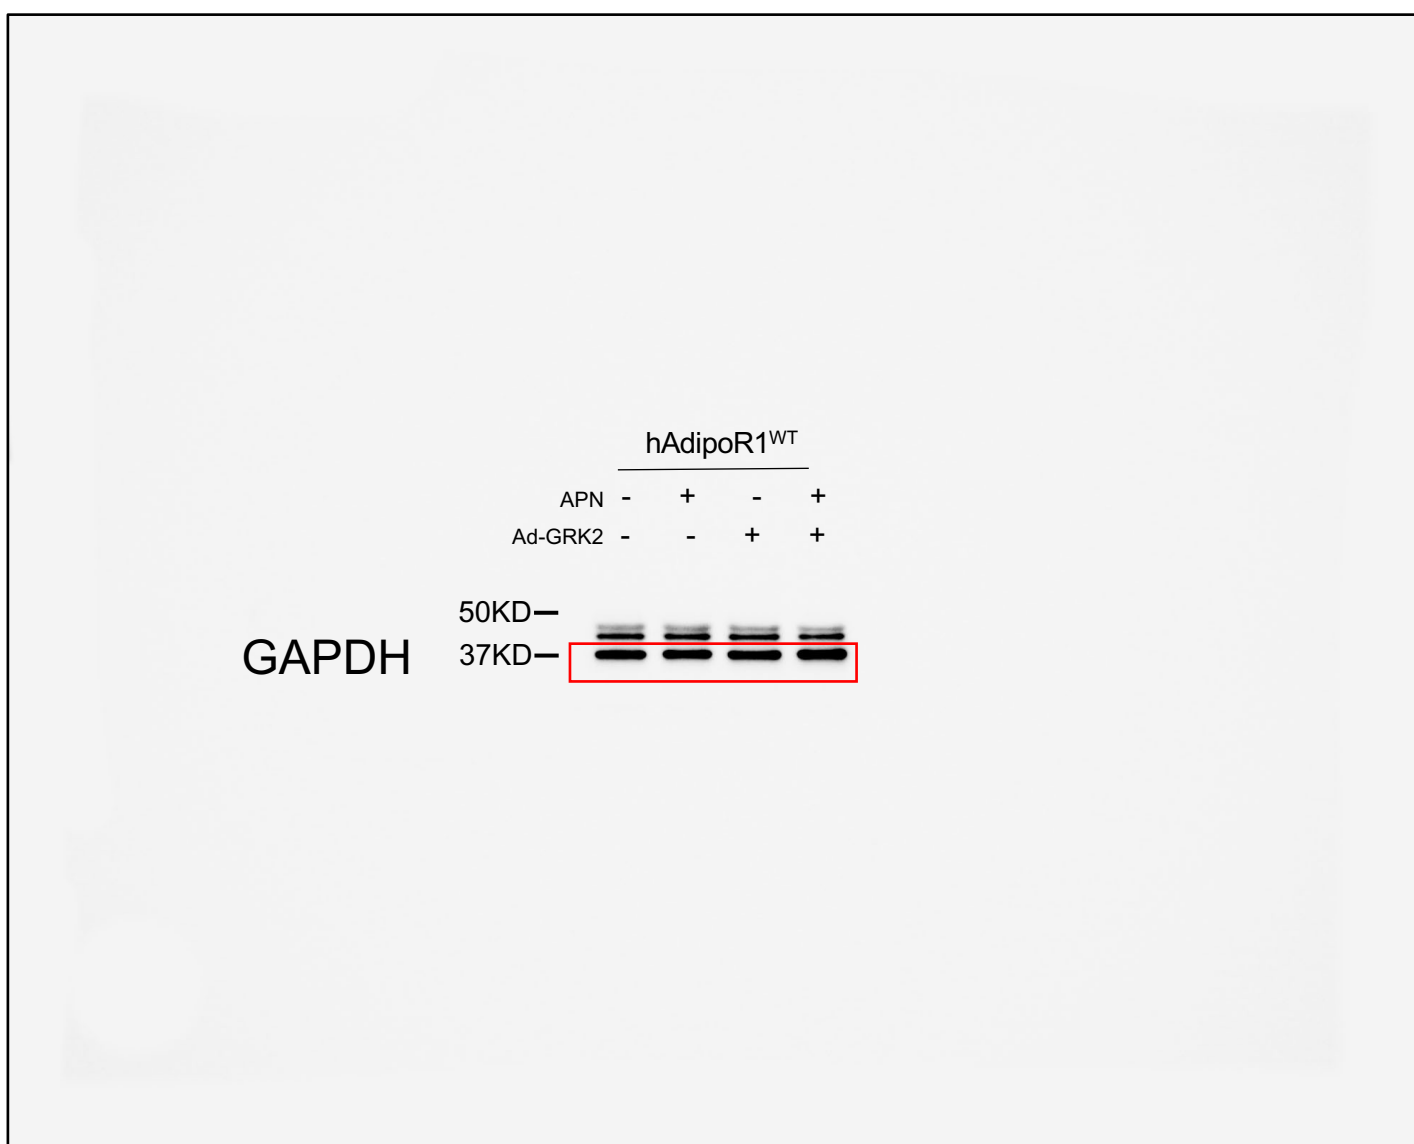 hAdipoR1WT
APN - + - +
Ad-GRK2 - - + +
50KD
GAPDH 37KD